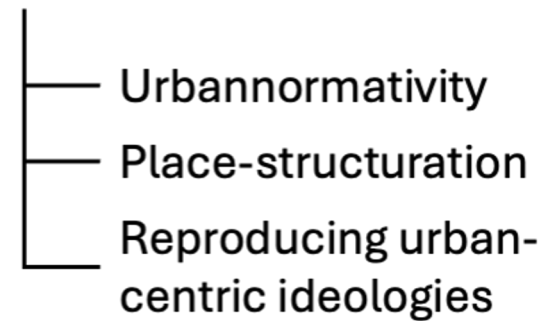 Urbannormativity
Place-structuration
Reproducing urban-
centric ideologies